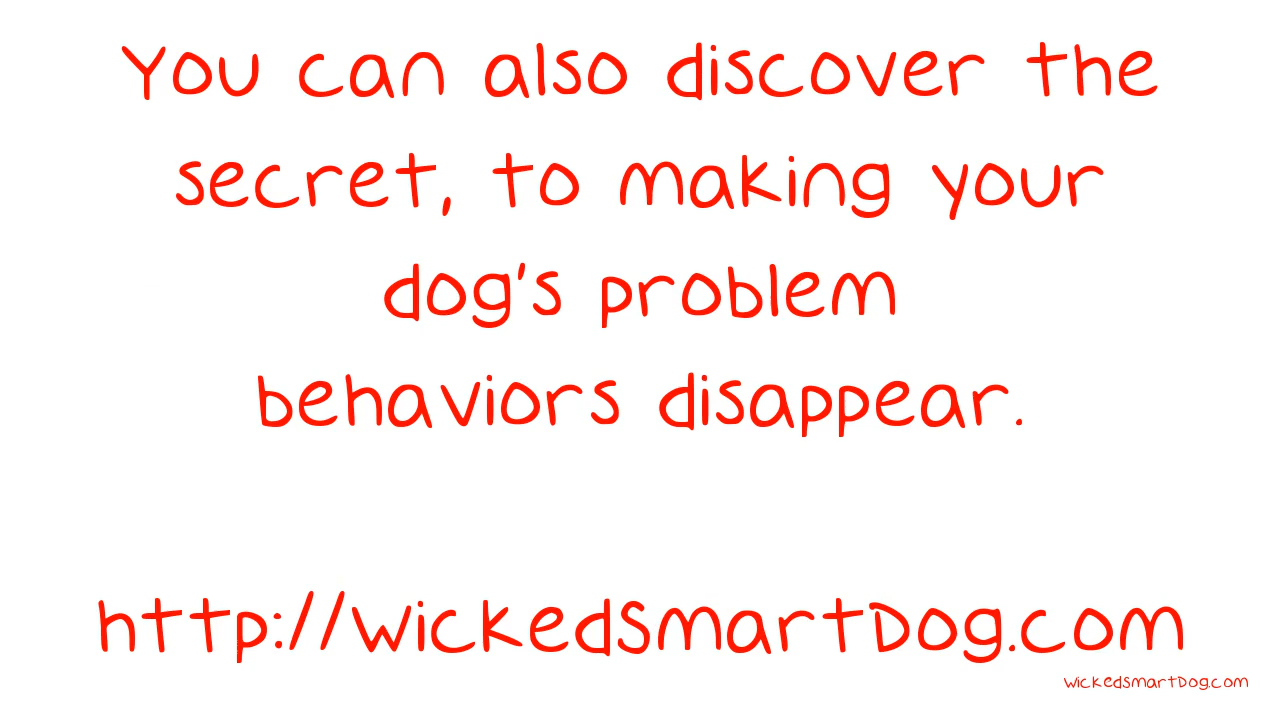 You can also discover the
secret, to making your
dog's problem
behaviors disappear.
http://WickedSmartDog.com
WickedSmartDog.com